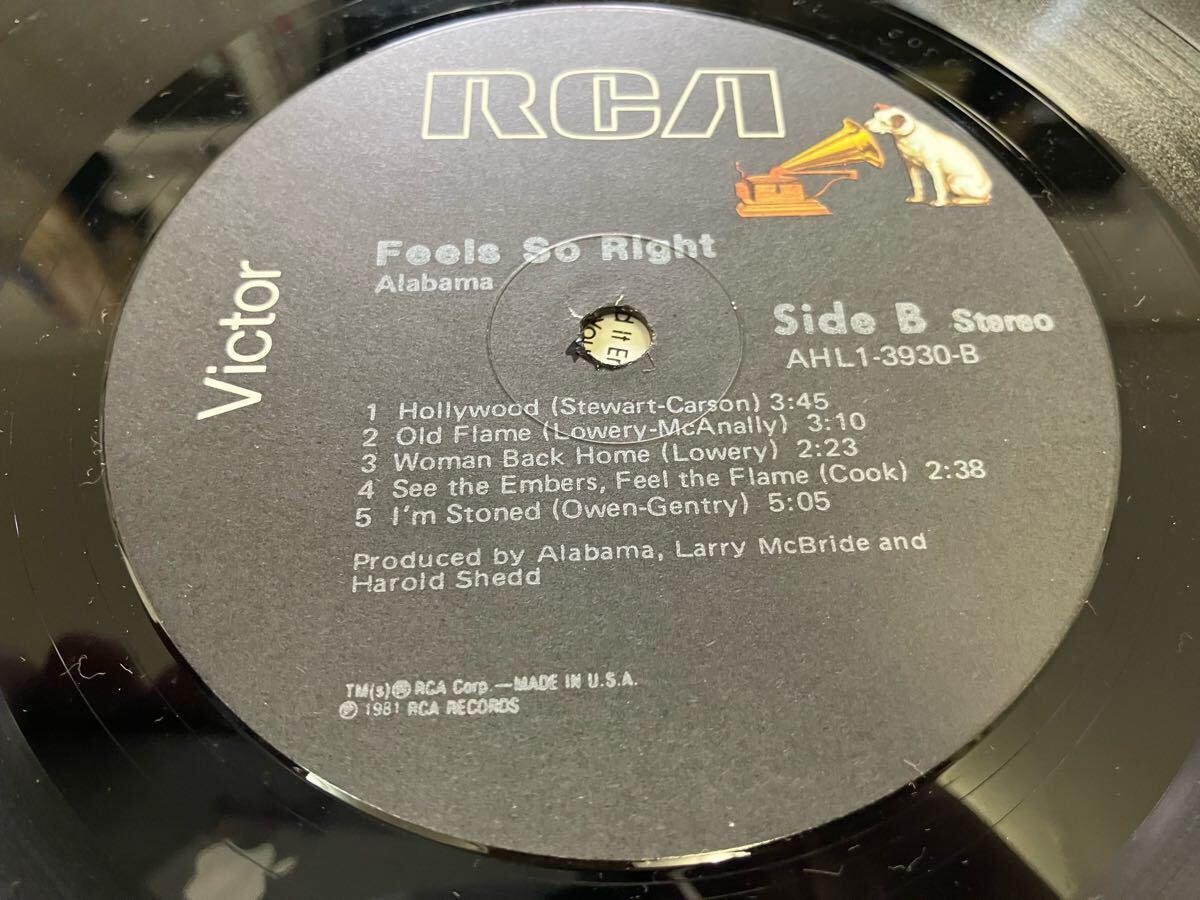 RCA
Victor
Feels So Right
Alabama
Side B Stereo
AHL1-3930-B
1 Hollywood (Stewart-Carson) 3:45
2 Old Flame (Lowery-McAnally) 3:10
3 Woman Back Home (Lowery) 2:23
4 See the Embers, Feel the Flame (Cook) 2:38
5 I'm Stoned (Owen-Gentry) 5:05
Produced by Alabama, Larry McBride and
Harold Shedd
TM(s)® RCA Corp.—MADE IN U.S.A.
℗ 1981 RCA RECORDS
It